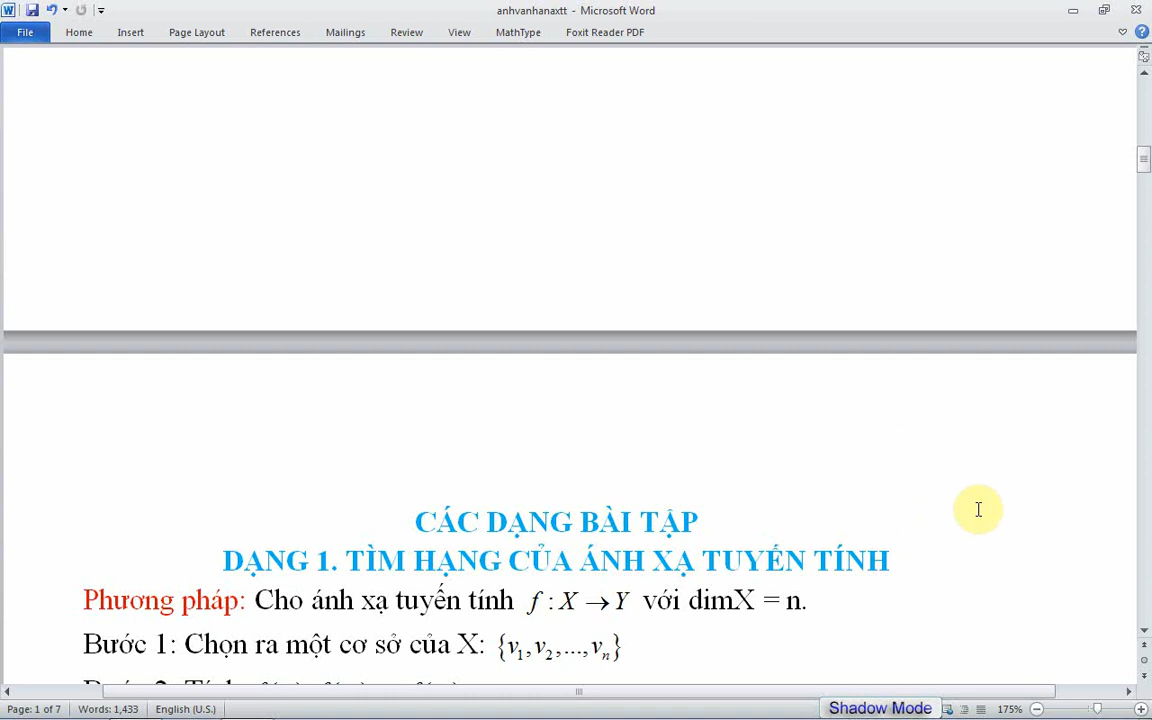 anhvanhanaxtt - Microsoft Word
File Home Insert Page Layout References Mailings Review View MathType Foxit Reader PDF
CÁC DẠNG BÀI TẬP
DẠNG 1. TÌM HẠNG CỦA ÁNH XẠ TUYẾN TÍNH
Phương pháp: Cho ánh xạ tuyến tính f : X → Y với dimX = n.
Bước 1: Chọn ra một cơ sở của X: {v₁,v₂,...,vₙ}
Page: 1 of 7 Words: 1,433 English (U.S.) Shadow Mode 175%